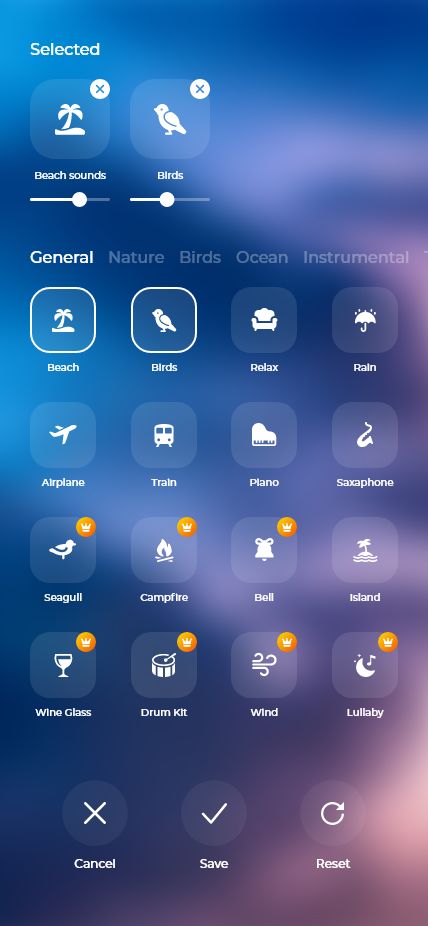 Selected
Beach sounds Birds
General Nature Birds Ocean Instrumental
Beach Birds Relax Rain
Airplane Train Piano Saxaphone
Seagull Campfire Bell Island
Wine Glass Drum Kit Wind Lullaby
Cancel Save Reset